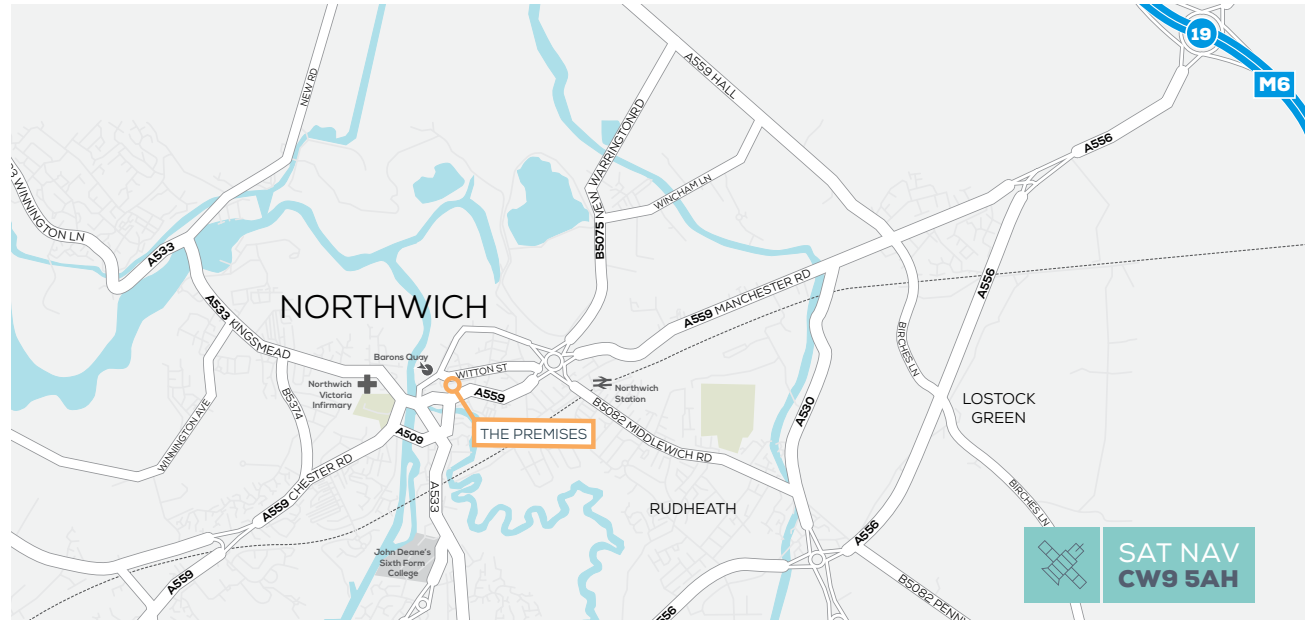 19
M6
A559 HALL
NEW RD
B5075 NEW WARRINGTONRD
A556
WINCHAM LN
WINNINGTON LN
A533
A533 KINGSMEAD
NORTHWICH
A559 MANCHESTER RD
A556
Barons Quay
WITTON ST
BIRCHES LN
Northwich
Victoria
Infirmary
A559
Northwich
Station
B5374
WINNINGTON AVE
LOSTOCK
GREEN
A530
A509
THE PREMISES
B5082 MIDDLEWICH RD
A559 CHESTER RD
A533
RUDHEATH
BIRCHES LN
A556
John Deane's
Sixth Form
College
A559
B5082 PENN
SAT NAV
CW9 5AH